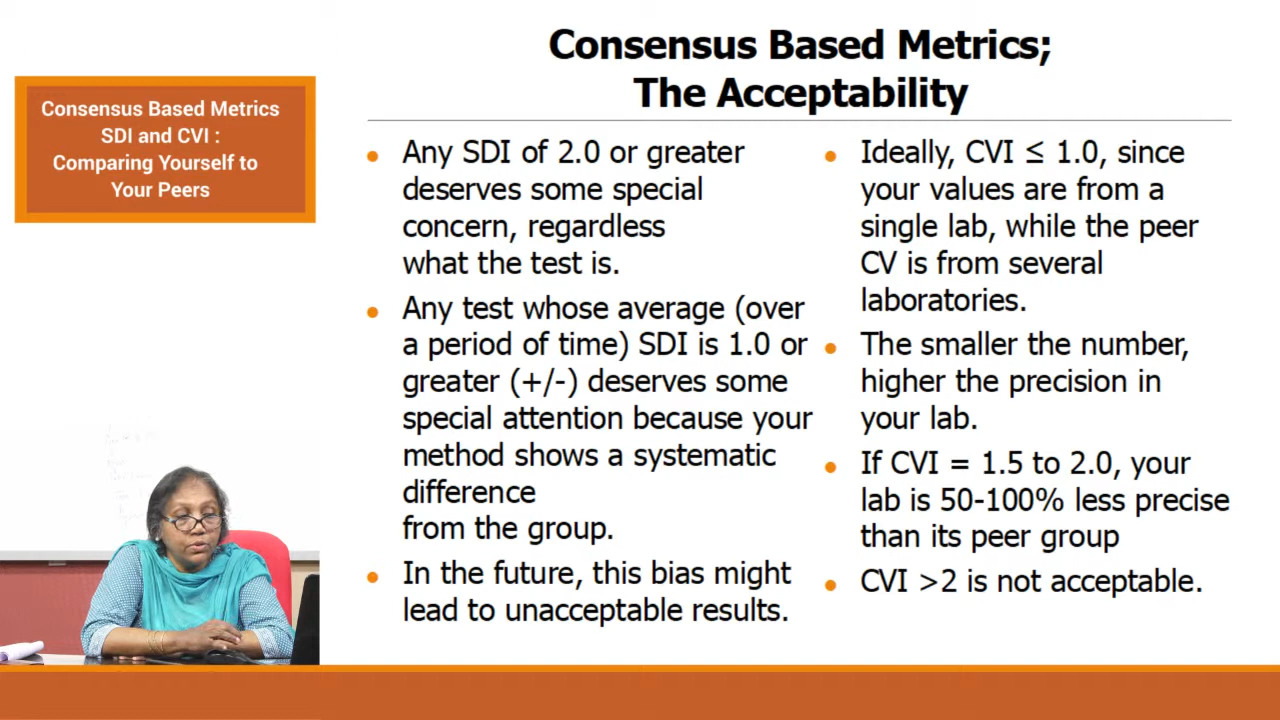 Consensus Based Metrics;
The Acceptability
Consensus Based Metrics
SDI and CVI :
Comparing Yourself to
Your Peers
• Any SDI of 2.0 or greater
deserves some special
concern, regardless
what the test is.
• Any test whose average (over
a period of time) SDI is 1.0 or
greater (+/-) deserves some
special attention because your
method shows a systematic
difference
from the group.
• In the future, this bias might
lead to unacceptable results.
• Ideally, CVI ≤ 1.0, since
your values are from a
single lab, while the peer
CV is from several
laboratories.
• The smaller the number,
higher the precision in
your lab.
• If CVI = 1.5 to 2.0, your
lab is 50-100% less precise
than its peer group
• CVI >2 is not acceptable.